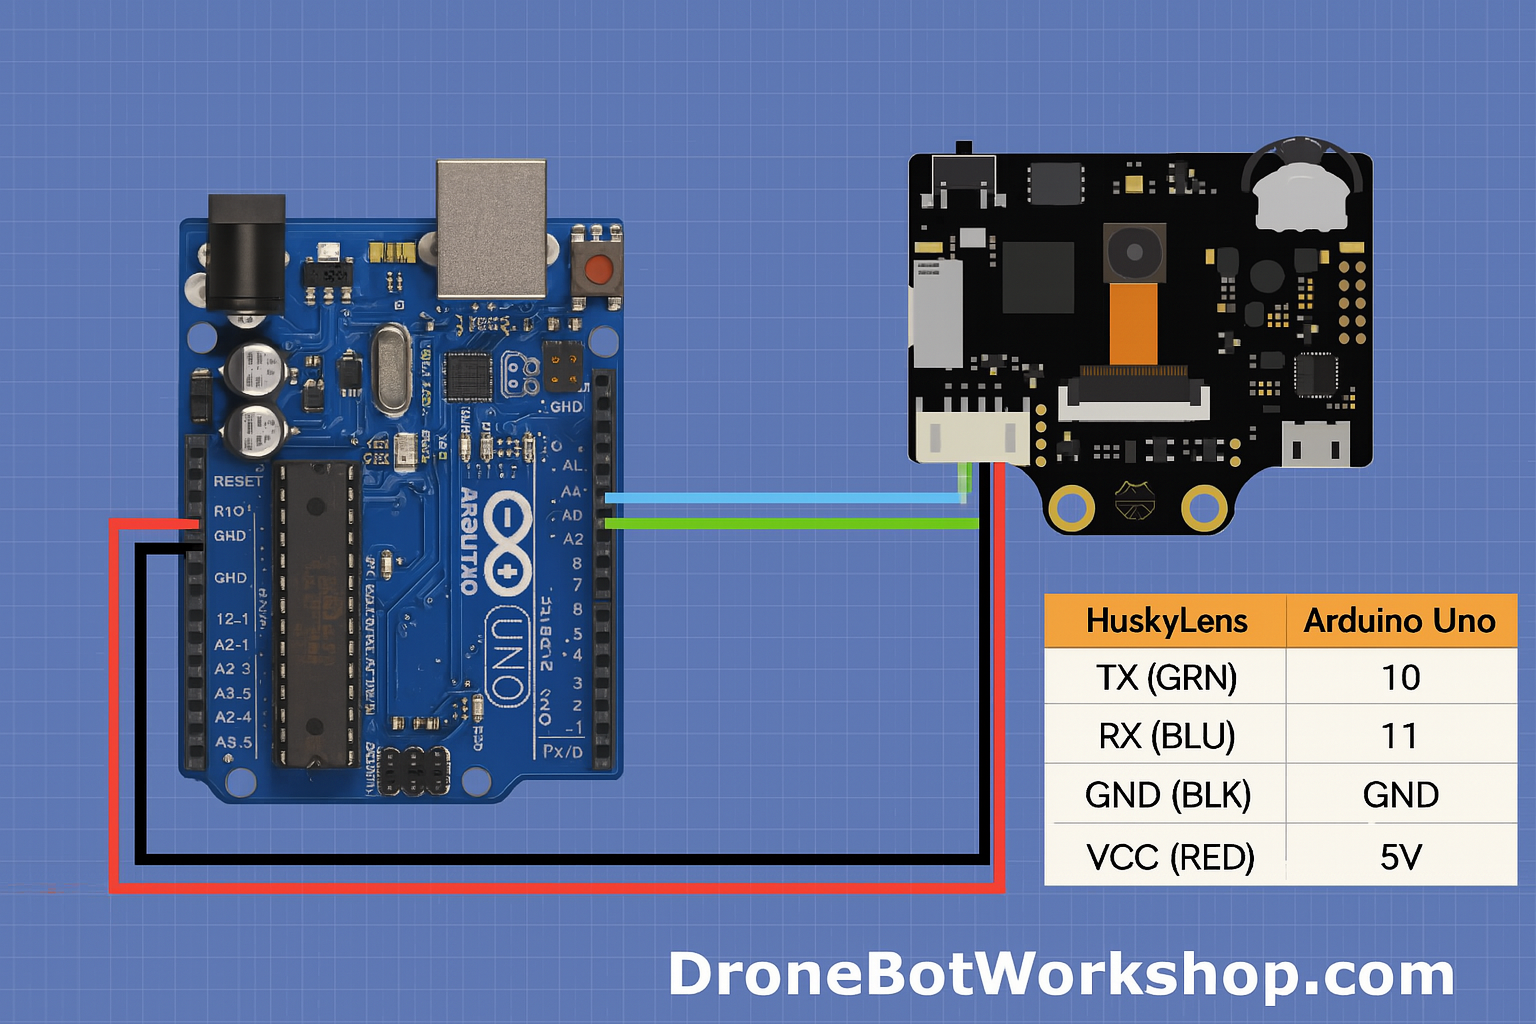 GHD
RESET
AL
AA
R10
AD
GHD
A2
8
7
GHD
8
12-1
5
A2-1
4
A2 3
3
A3.5
2
A2-4
-1
A3.5
Px/D
UNO
HuskyLens Arduino Uno
TX (GRN) 10
RX (BLU) 11
GND (BLK) GND
VCC (RED) 5V
DroneBotWorkshop.com